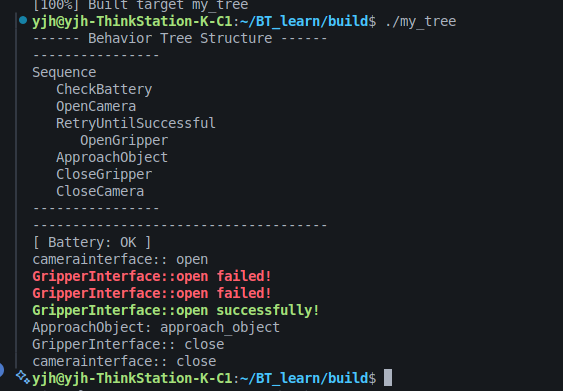 [100%] Built target my_tree
yjh@yjh-ThinkStation-K-C1:~/BT_learn/build$ ./my_tree
------ Behavior Tree Structure ------
----------------
Sequence
   CheckBattery
   OpenCamera
   RetryUntilSuccessful
      OpenGripper
   ApproachObject
   CloseGripper
   CloseCamera
----------------
-------------------------------------
[ Battery: OK ]
camerainterface:: open
GripperInterface::open failed!
GripperInterface::open failed!
GripperInterface::open successfully!
ApproachObject: approach_object
GripperInterface:: close
camerainterface:: close
yjh@yjh-ThinkStation-K-C1:~/BT_learn/build$